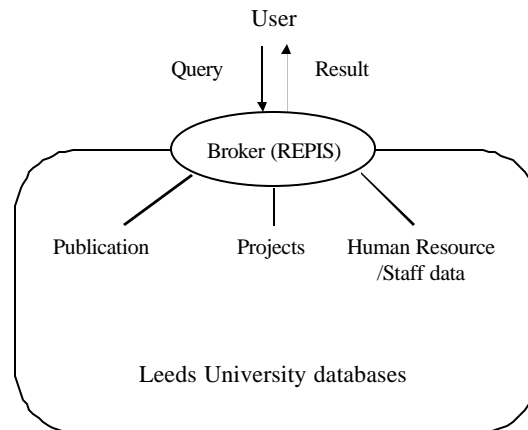 User
Query
Result
Broker (REPIS)
Publication
Projects
Human Resource
/Staff data
Leeds University databases